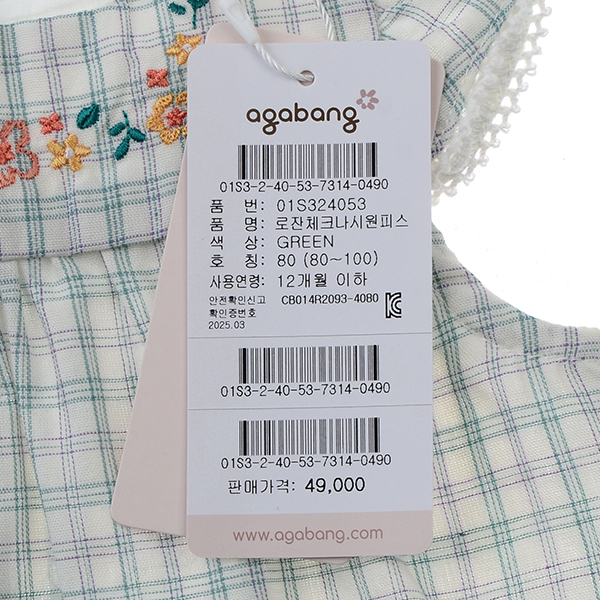 agabang
01S3-2-40-53-7314-0490
품 번: 01S324053
품 명: 로잔체크나시원피스
색 상: GREEN
호 칭: 80 (80~100)
사용연령: 12개월 이하
안전확인신고 CB014R2093-4080
확인증번호
2025.03
01S3-2-40-53-7314-0490
01S3-2-40-53-7314-0490
판매가격: 49,000
www.agabang.com